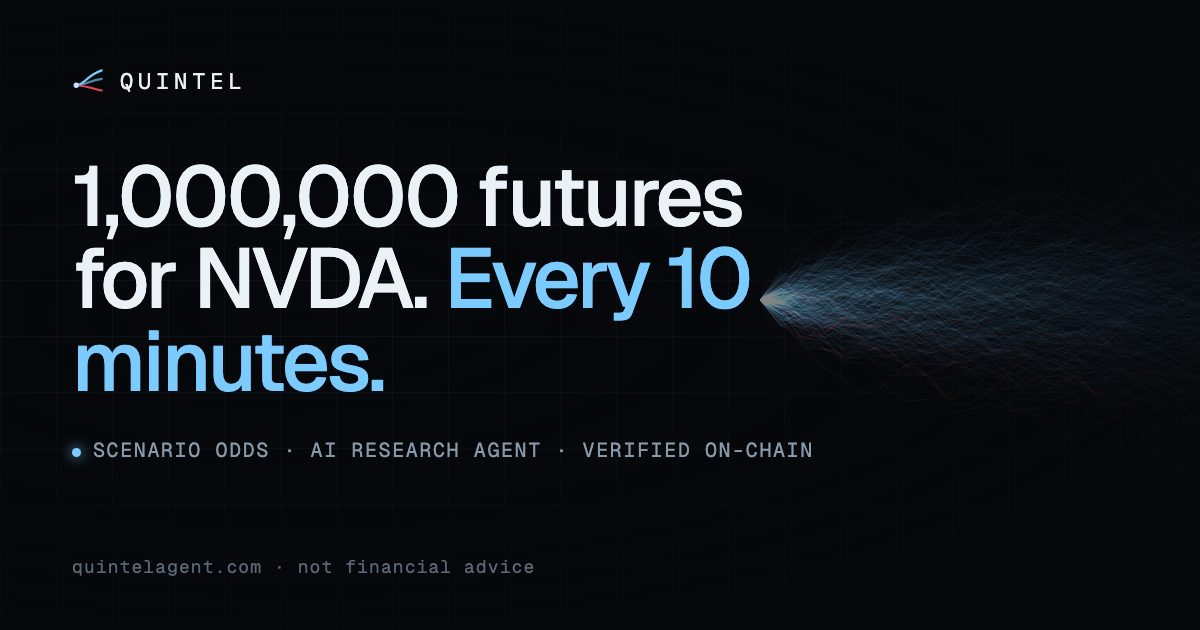 QUINTEL
1,000,000 futures
for NVDA. Every 10
minutes.
SCENARIO ODDS · AI RESEARCH AGENT · VERIFIED ON-CHAIN
quintelagent.com · not financial advice